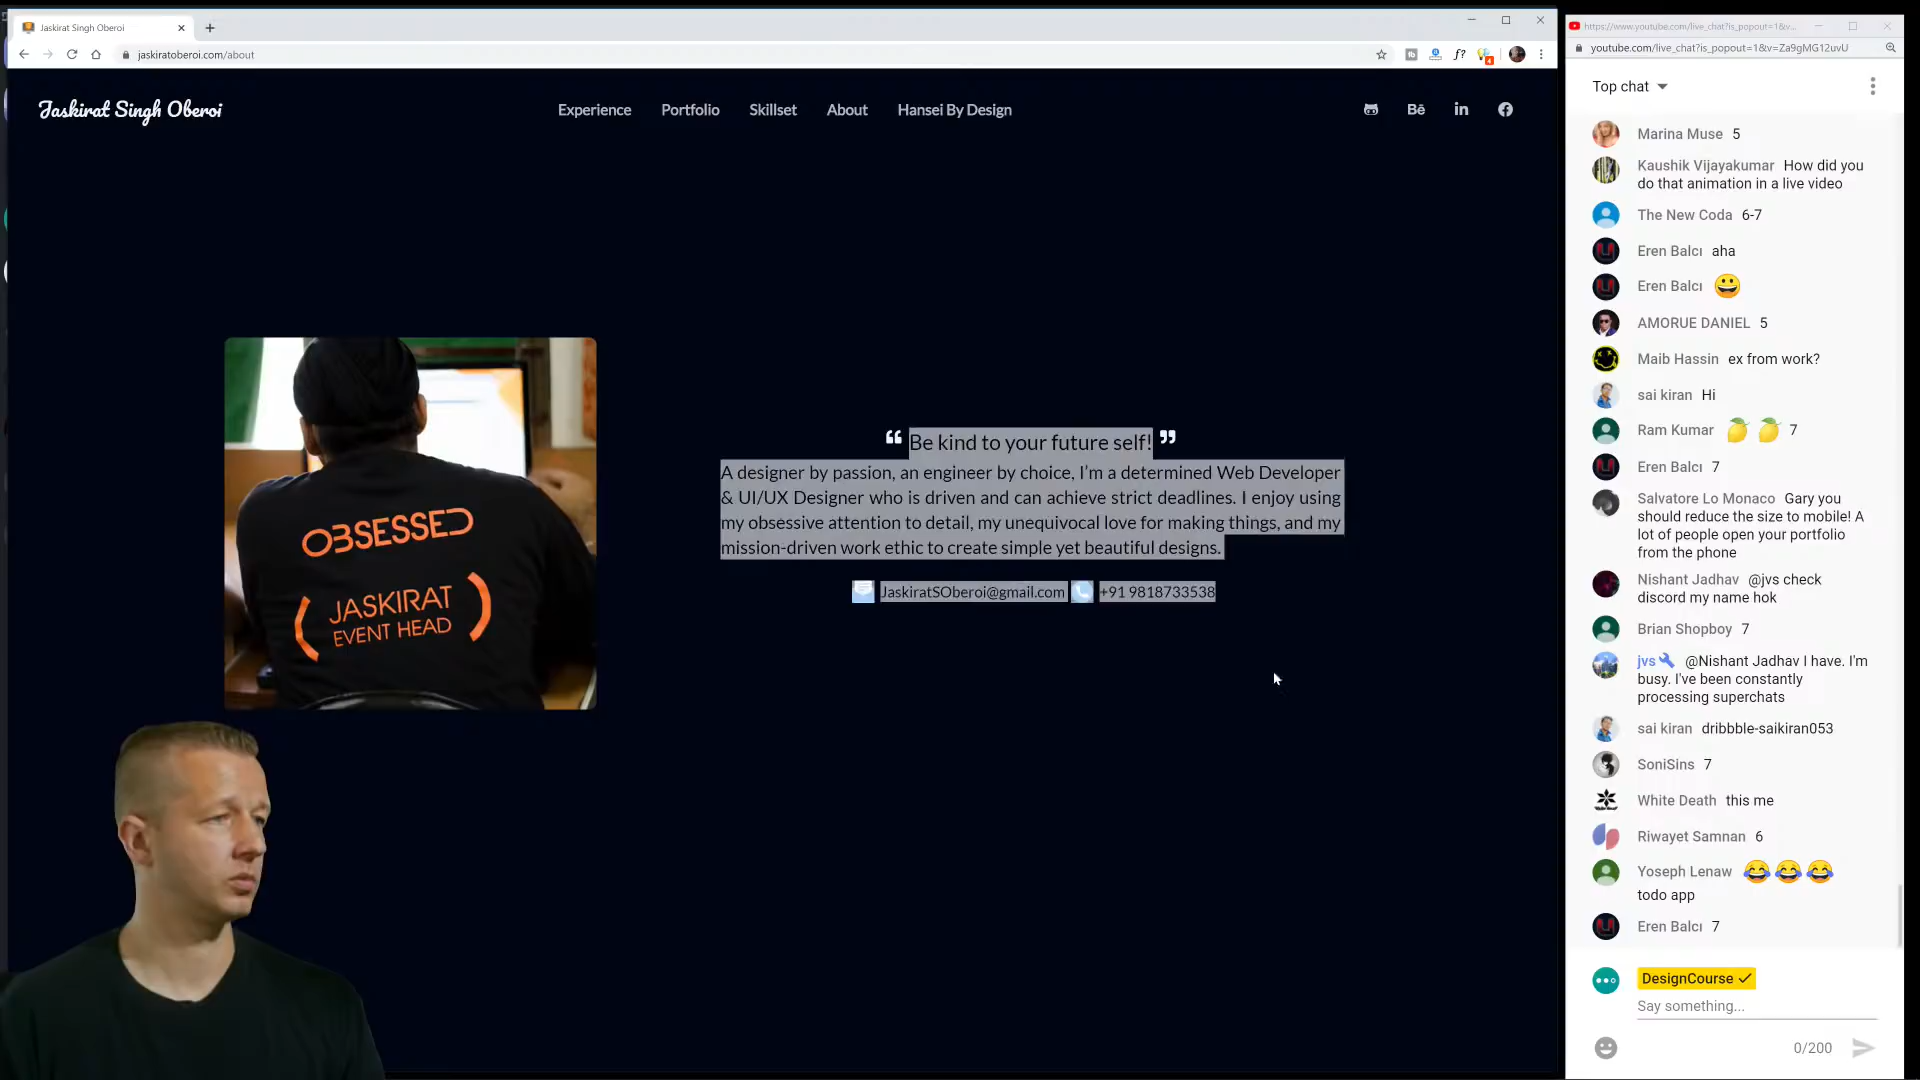 Jaskirat Singh Oberoi
jaskiratoberoi.com/about
Jaskirat Singh Oberoi
Experience
Portfolio
Skillset
About
Hansei By Design
Bē
in
OBSESSED
JASKIRAT
EVENT HEAD
“ Be kind to your future self! ”
A designer by passion, an engineer by choice, I’m a determined Web Developer
& UI/UX Designer who is driven and can achieve strict deadlines. I enjoy using
my obsessive attention to detail, my unequivocal love for making things, and my
mission-driven work ethic to create simple yet beautiful designs.
JaskiratSOberoi@gmail.com
+91 9818733538
https://www.youtube.com/live_chat?is_popout=1&v...
youtube.com/live_chat?is_popout=1&v=Za9gMG12uvU
Top chat
Marina Muse 5
Kaushik Vijayakumar How did you
do that animation in a live video
The New Coda 6-7
Eren Balcı aha
Eren Balcı 😀
AMORUE DANIEL 5
Maib Hassin ex from work?
sai kiran Hi
Ram Kumar 🍋 🍋 7
Eren Balcı 7
Salvatore Lo Monaco Gary you
should reduce the size to mobile! A
lot of people open your portfolio
from the phone
Nishant Jadhav @jvs check
discord my name hok
Brian Shopboy 7
jvs @Nishant Jadhav I have. I'm
busy. I've been constantly
processing superchats
sai kiran dribbble-saikiran053
SoniSins 7
White Death this me
Riwayet Samnan 6
Yoseph Lenaw 😂 😂 😂
todo app
Eren Balcı 7
DesignCourse
Say something...
0/200